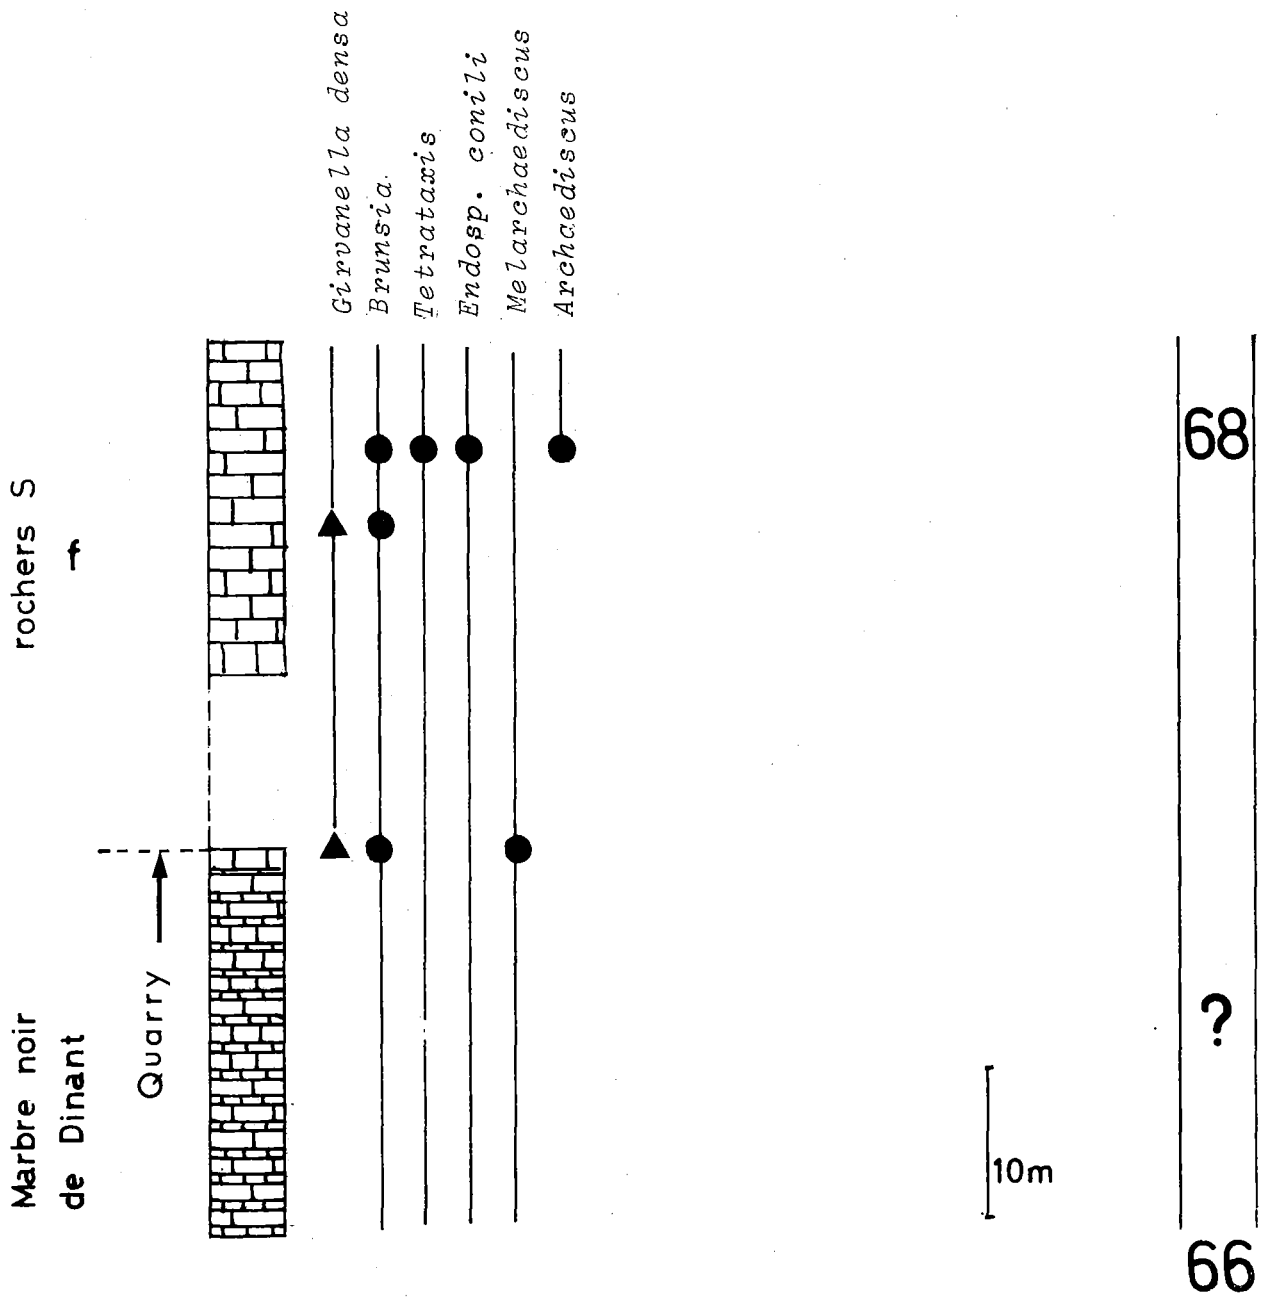 Girvanella densa
Brunsia
Tetrataxis
Endosp. conili
Melarchaediscus
Archaediscus
68
rochers S
f
Quarry
?
Marbre noir
de Dinant
10m
66